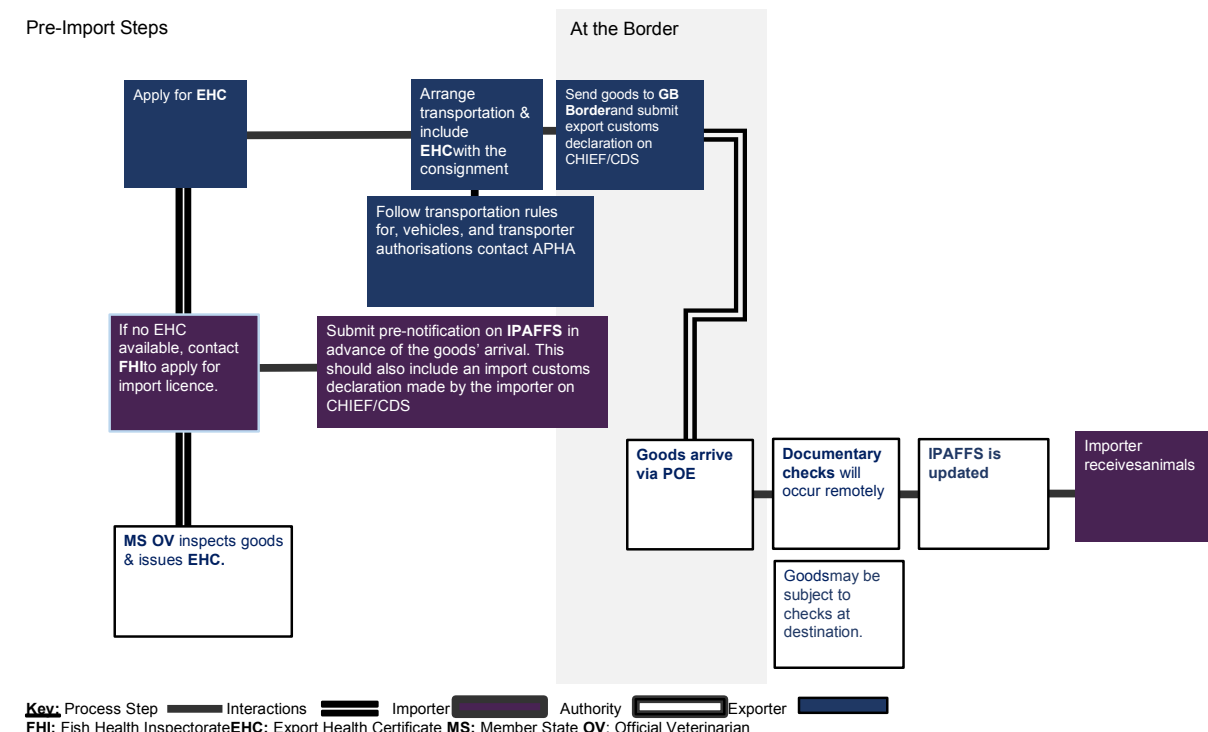 Pre-Import Steps
At the Border
Apply for EHC
Arrange
transportation &
include
EHCwith the
consignment
Send goods to GB
Borderand submit
export customs
declaration on
CHIEF/CDS
Follow transportation rules
for, vehicles, and transporter
authorisations contact APHA
If no EHC
available, contact
FHIto apply for
import licence.
Submit pre-notification on IPAFFS in
advance of the goods’ arrival. This
should also include an import customs
declaration made by the importer on
CHIEF/CDS
MS OV inspects goods
& issues EHC.
Goods arrive
via POE
Documentary
checks will
occur remotely
IPAFFS is
updated
Importer
receivesanimals
Goodsmay be
subject to
checks at
destination.
Key: Process Step Interactions Importer Authority Exporter
FHI: Fish Health InspectorateEHC: Export Health Certificate MS: Member State OV: Official Veterinarian